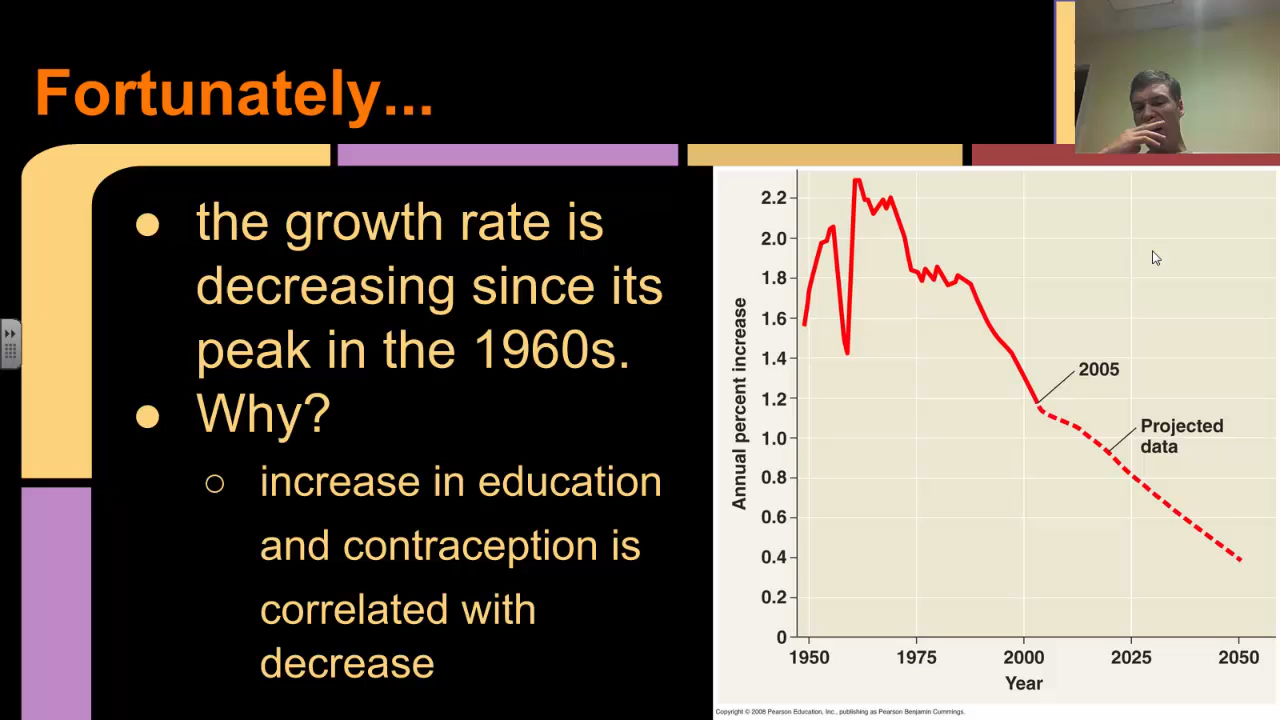 Fortunately...
● the growth rate is
decreasing since its
peak in the 1960s.
● Why?
○ increase in education
and contraception is
correlated with
decrease
Annual percent increase
2.2
2.0
1.8
1.6
1.4
1.2
1.0
0.8
0.6
0.4
0.2
0
2005
Projected
data
1950 1975 2000 2025 2050
Year
Copyright © 2008 Pearson Education, Inc., publishing as Pearson Benjamin Cummings.